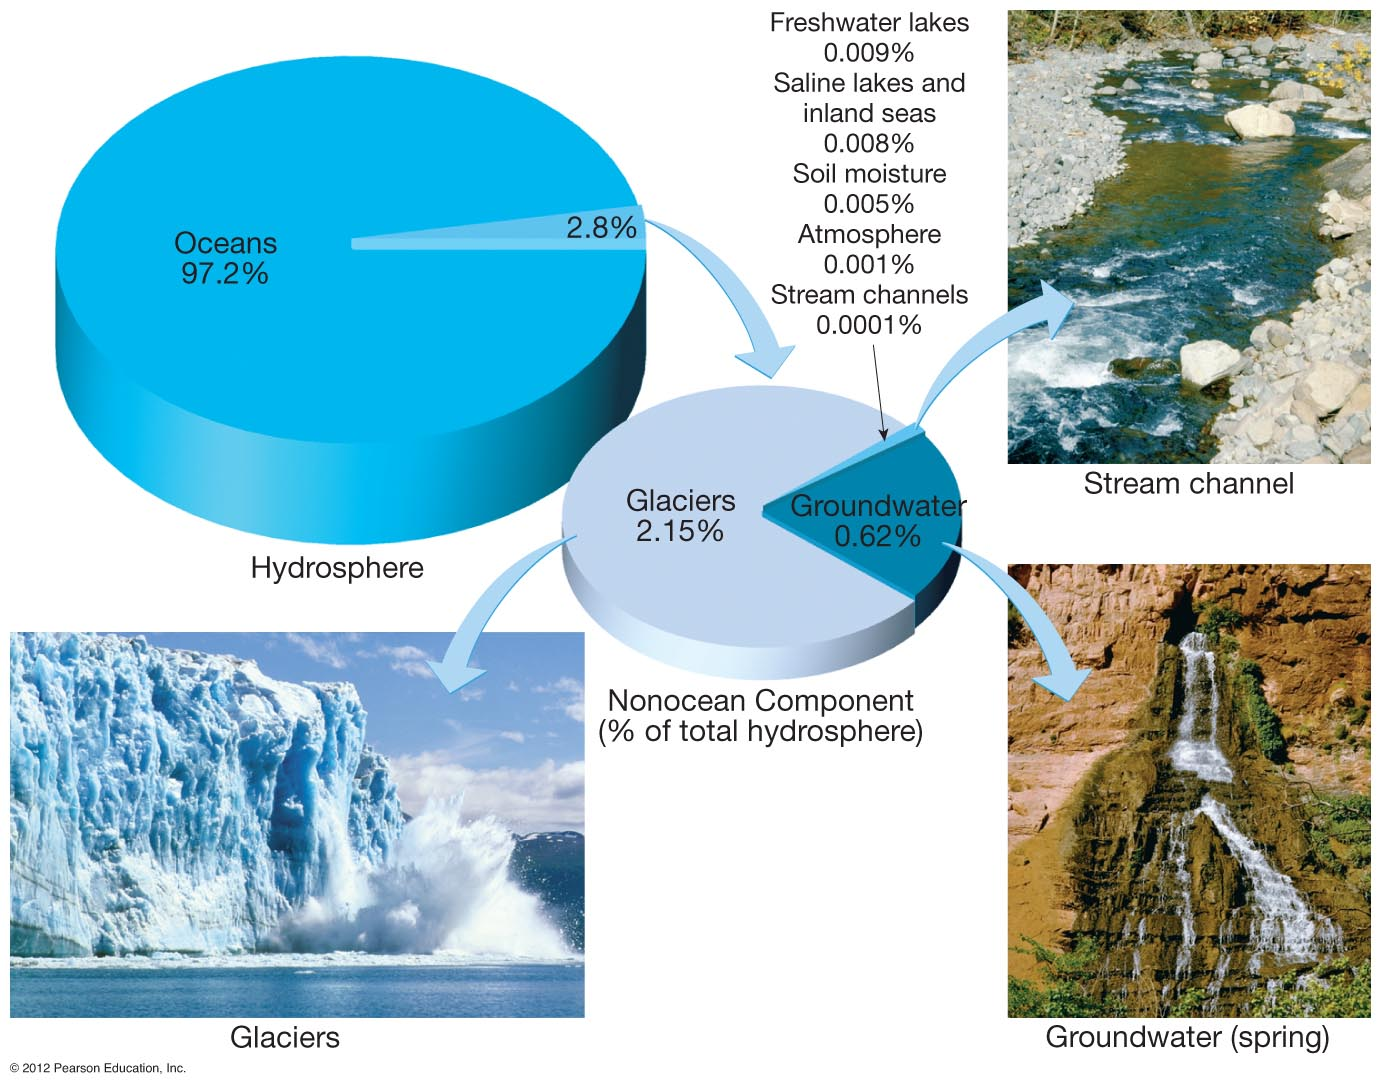 Freshwater lakes
0.009%
Saline lakes and
inland seas
0.008%
Soil moisture
0.005%
Atmosphere
0.001%
Stream channels
0.0001%
Oceans
97.2%
2.8%
Hydrosphere
Glaciers
2.15%
Groundwater
0.62%
Nonocean Component
(% of total hydrosphere)
Stream channel
Glaciers
Groundwater (spring)
© 2012 Pearson Education, Inc.